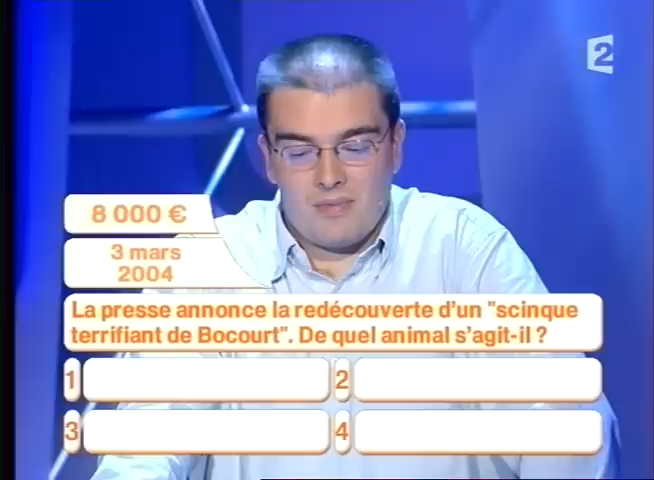 2
8 000 €
3 mars
2004
La presse annonce la redécouverte d'un "scinque
terrifiant de Bocourt". De quel animal s'agit-il ?
1
2
3
4